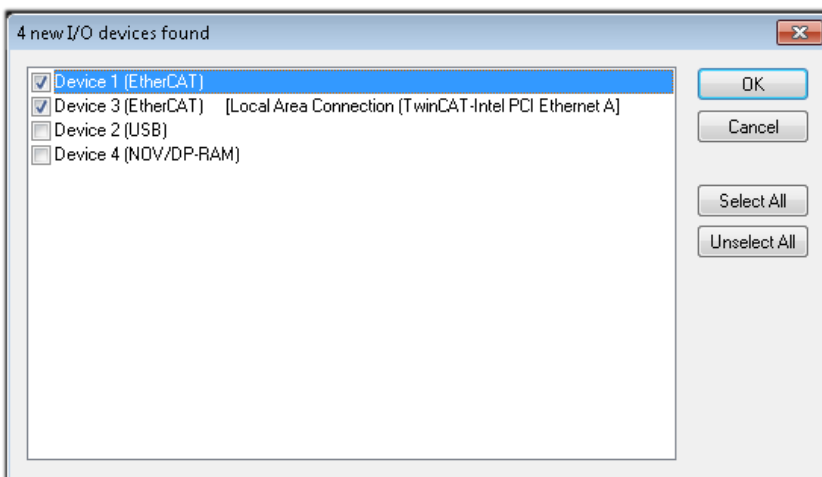 4 new I/O devices found
Device 1 (EtherCAT)
Device 3 (EtherCAT) [Local Area Connection (TwinCAT-Intel PCI Ethernet A]
Device 2 (USB)
Device 4 (NOV/DP-RAM)
OK
Cancel
Select All
Unselect All